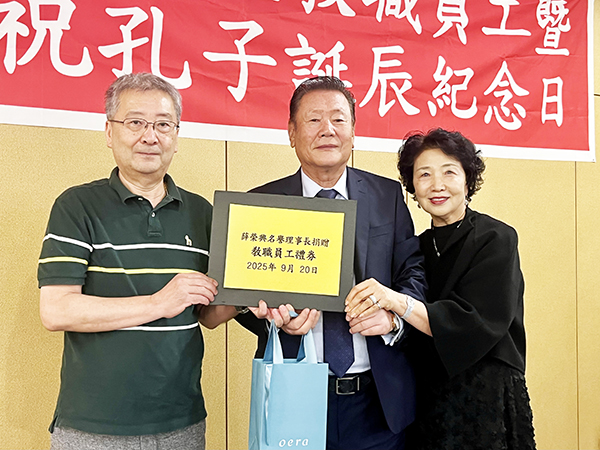 教職員工暨
祝孔子誕辰紀念日
薛榮興名譽理事長捐贈
教職員工禮券
2025年 9月 20日
oera